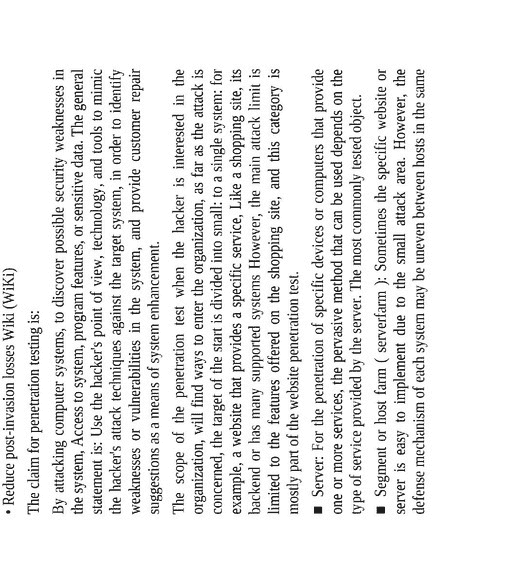 • Reduce post-invasion losses Wiki (WiKi)
The claim for penetration testing is:
By attacking computer systems, to discover possible security weaknesses in
the system, Access to system, program features, or sensitive data. The general
statement is: Use the hacker's point of view, technology, and tools to mimic
the hacker's attack techniques against the target system, in order to identify
weaknesses or vulnerabilities in the system, and provide customer repair
suggestions as a means of system enhancement.
The scope of the penetration test when the hacker is interested in the
organization, will find ways to enter the organization, as far as the attack is
concerned, the target of the start is divided into small: to a single system: for
example, a website that provides a specific service, Like a shopping site, its
backend or has many supported systems However, the main attack limit is
limited to the features offered on the shopping site, and this category is
mostly part of the website penetration test.
■ Server: For the penetration of specific devices or computers that provide
one or more services, the pervasive method that can be used depends on the
type of service provided by the server. The most commonly tested object.
■ Segment or host farm ( serverfarm ): Sometimes the specific website or
server is easy to implement due to the small attack area. However, the
defense mechanism of each system may be uneven between hosts in the same